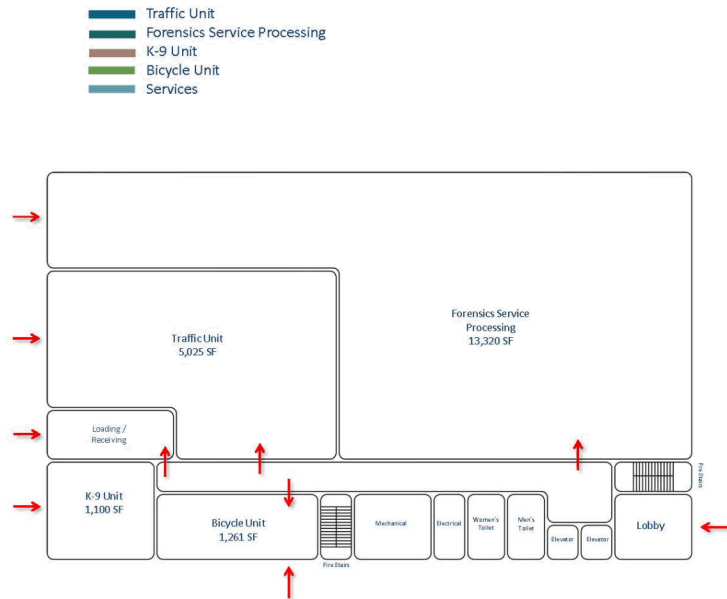 Traffic Unit
Forensics Service Processing
K-9 Unit
Bicycle Unit
Services
Forensics Service
Processing
13,320 SF
Traffic Unit
5,025 SF
Loading /
Receiving
K-9 Unit
1,100 SF
Bicycle Unit
1,261 SF
Fire Stairs
Mechanical
Electrical
Women's
Toilet
Men's
Toilet
Elevator
Elevator
Lobby
Fire Stairs